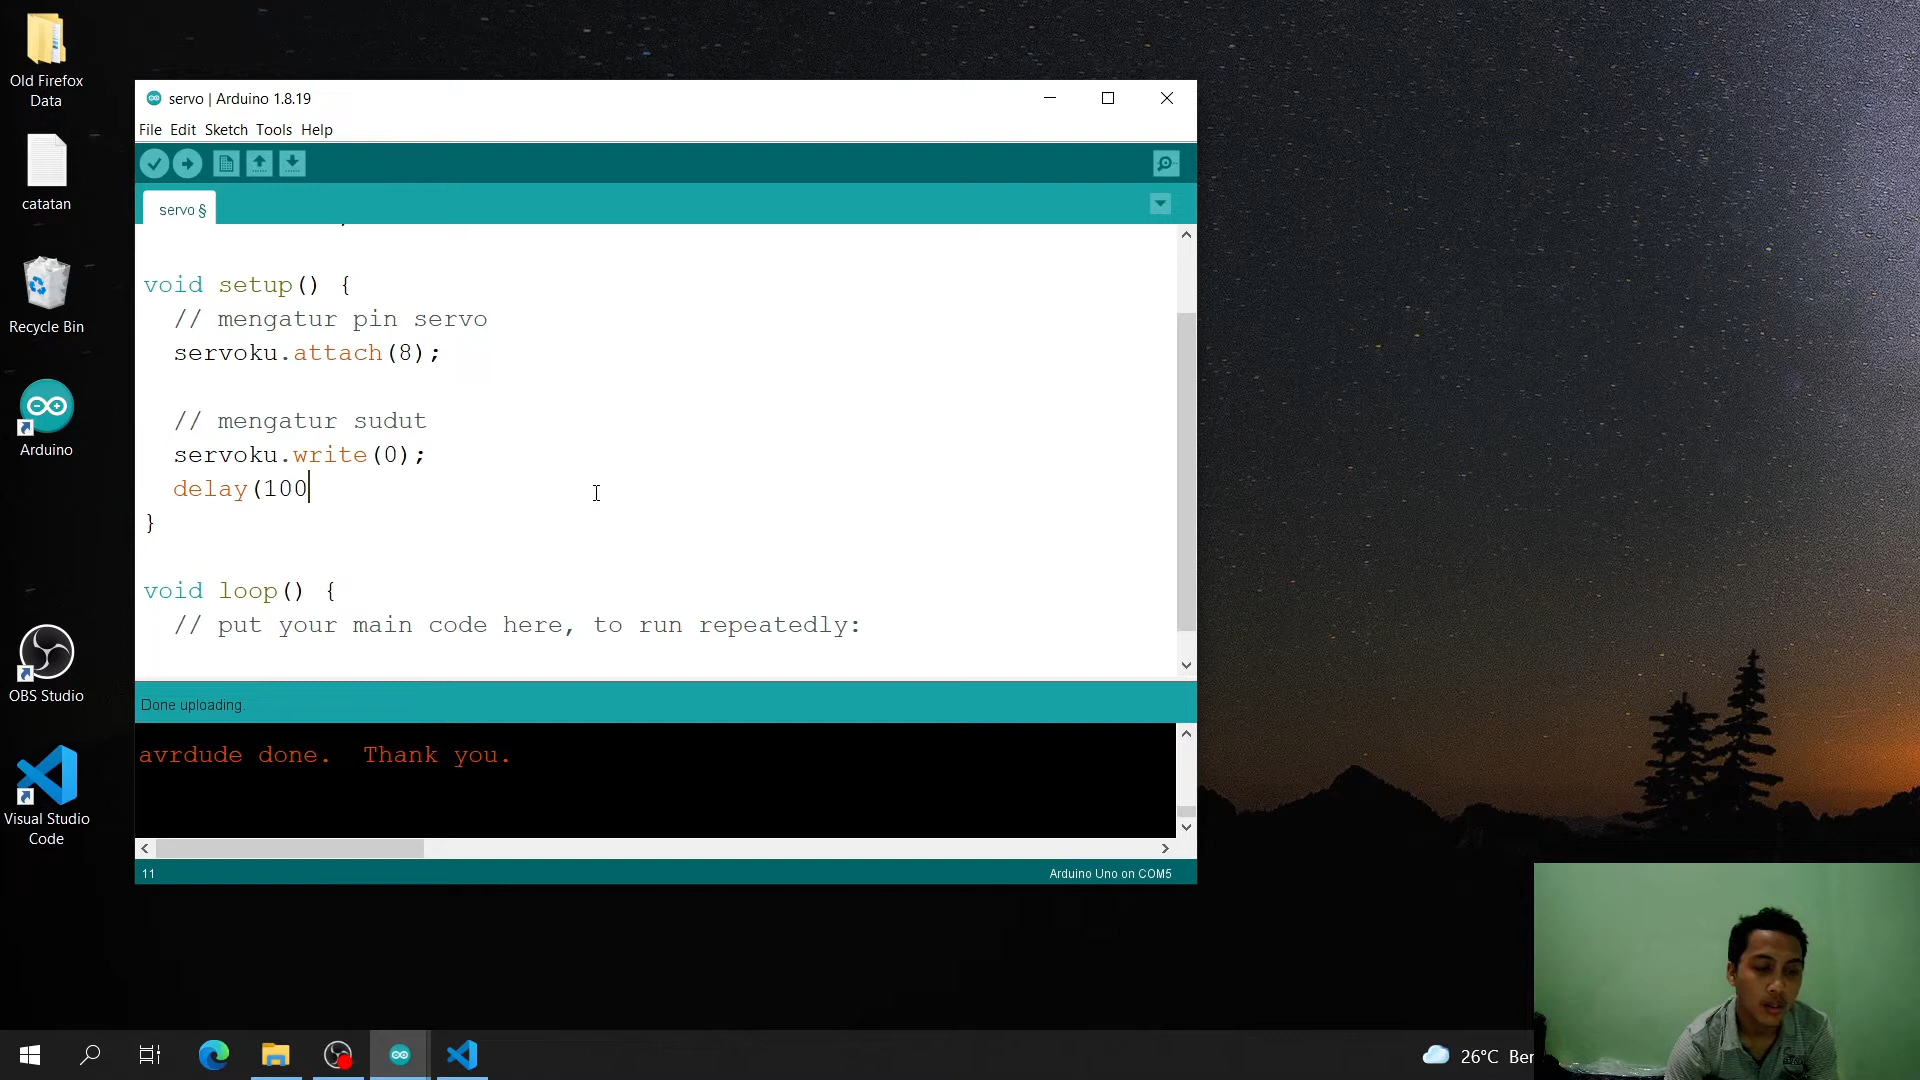 Old Firefox
Data
catatan
Recycle Bin
Arduino
OBS Studio
Visual Studio
Code
servo | Arduino 1.8.19
File Edit Sketch Tools Help
servo §
void setup() {
// mengatur pin servo
servoku.attach(8);
// mengatur sudut
servoku.write(0);
delay(100
}
void loop() {
// put your main code here, to run repeatedly:
Done uploading.
avrdude done.  Thank you.
11
Arduino Uno on COM5
26°C Ber